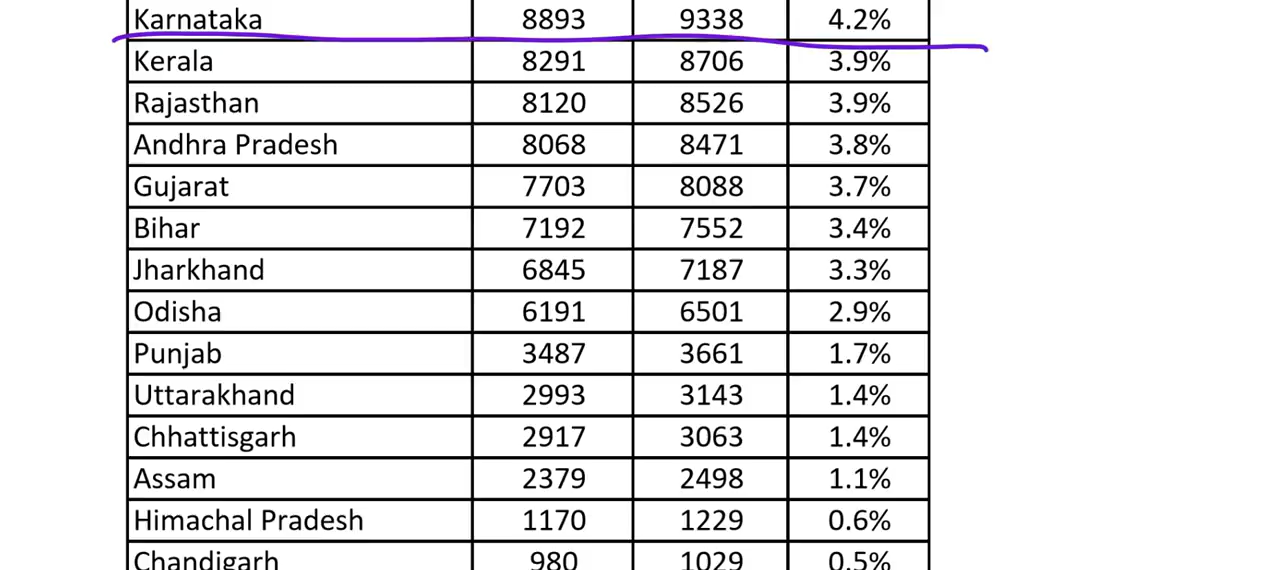 Karnataka 8893 9338 4.2%
Kerala 8291 8706 3.9%
Rajasthan 8120 8526 3.9%
Andhra Pradesh 8068 8471 3.8%
Gujarat 7703 8088 3.7%
Bihar 7192 7552 3.4%
Jharkhand 6845 7187 3.3%
Odisha 6191 6501 2.9%
Punjab 3487 3661 1.7%
Uttarakhand 2993 3143 1.4%
Chhattisgarh 2917 3063 1.4%
Assam 2379 2498 1.1%
Himachal Pradesh 1170 1229 0.6%
Chandigarh 980 1029 0.5%